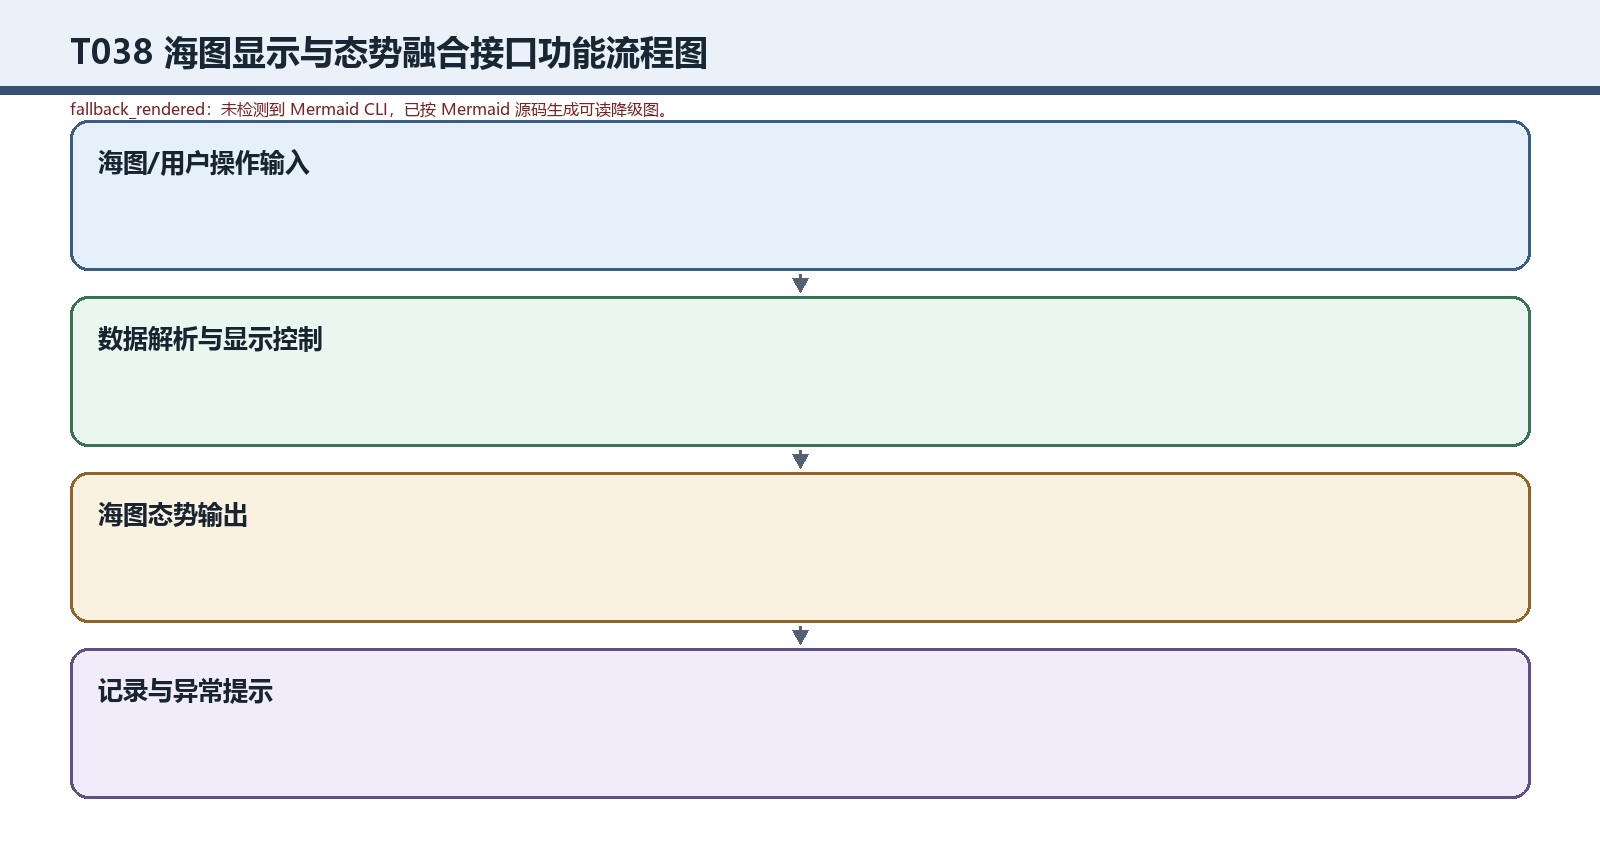 T038 海图显示与态势融合接口功能流程图
fallback_rendered：未检测到 Mermaid CLI，已按 Mermaid 源码生成可读降级图。
海图/用户操作输入
数据解析与显示控制
海图态势输出
记录与异常提示